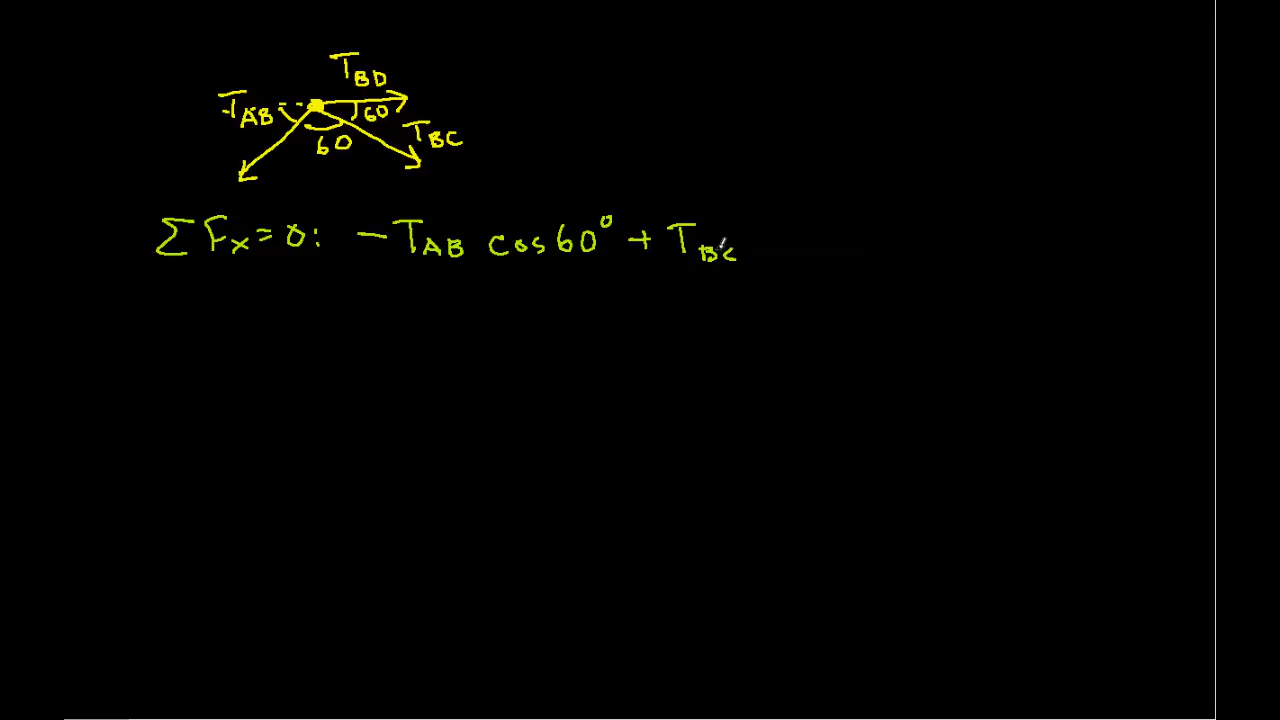 T_BD
T_AB
60
T_BC
60
Σ F_x = 0: - T_AB cos 60° + T_BC